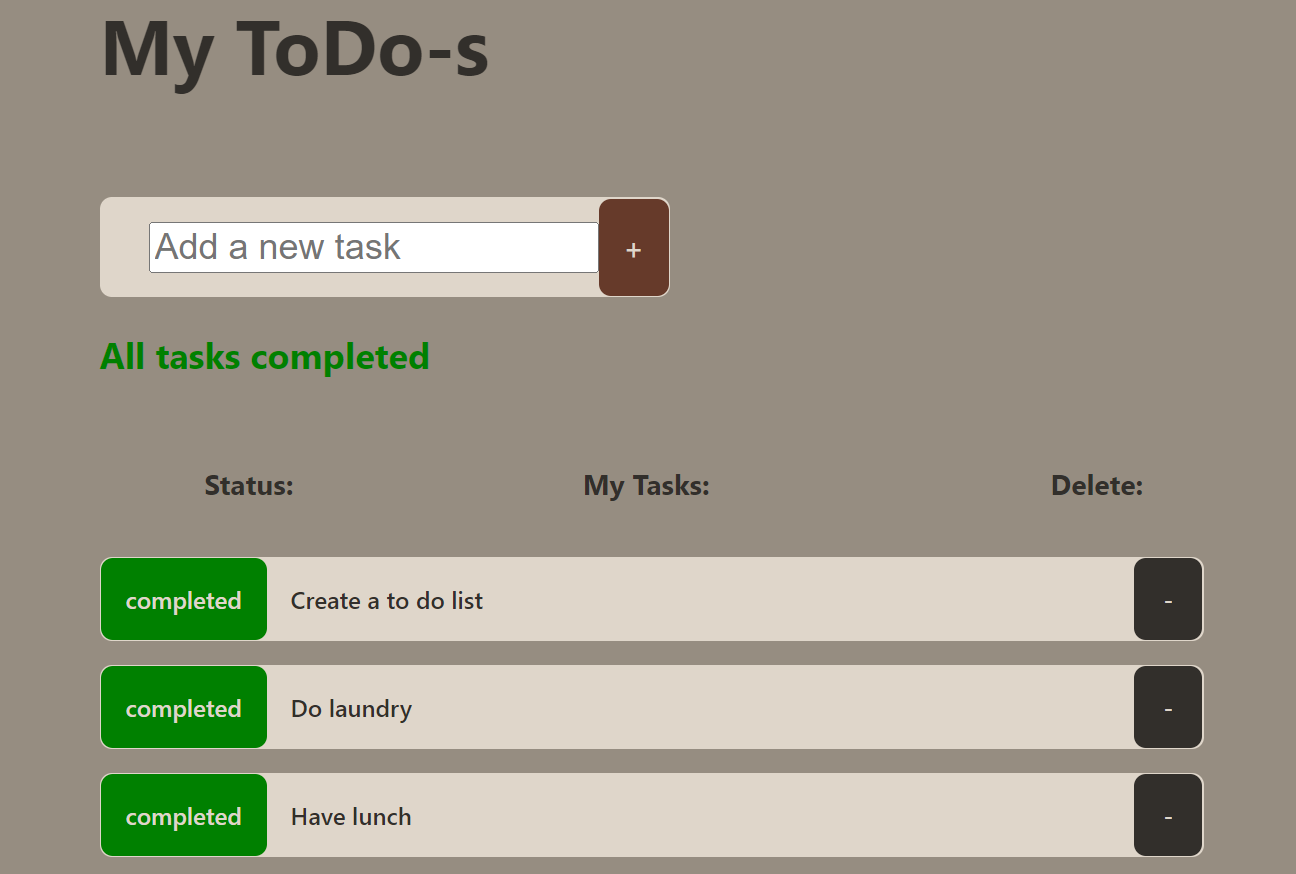 My ToDo-s
Add a new task +
All tasks completed
Status: My Tasks: Delete:
completed Create a to do list -
completed Do laundry -
completed Have lunch -